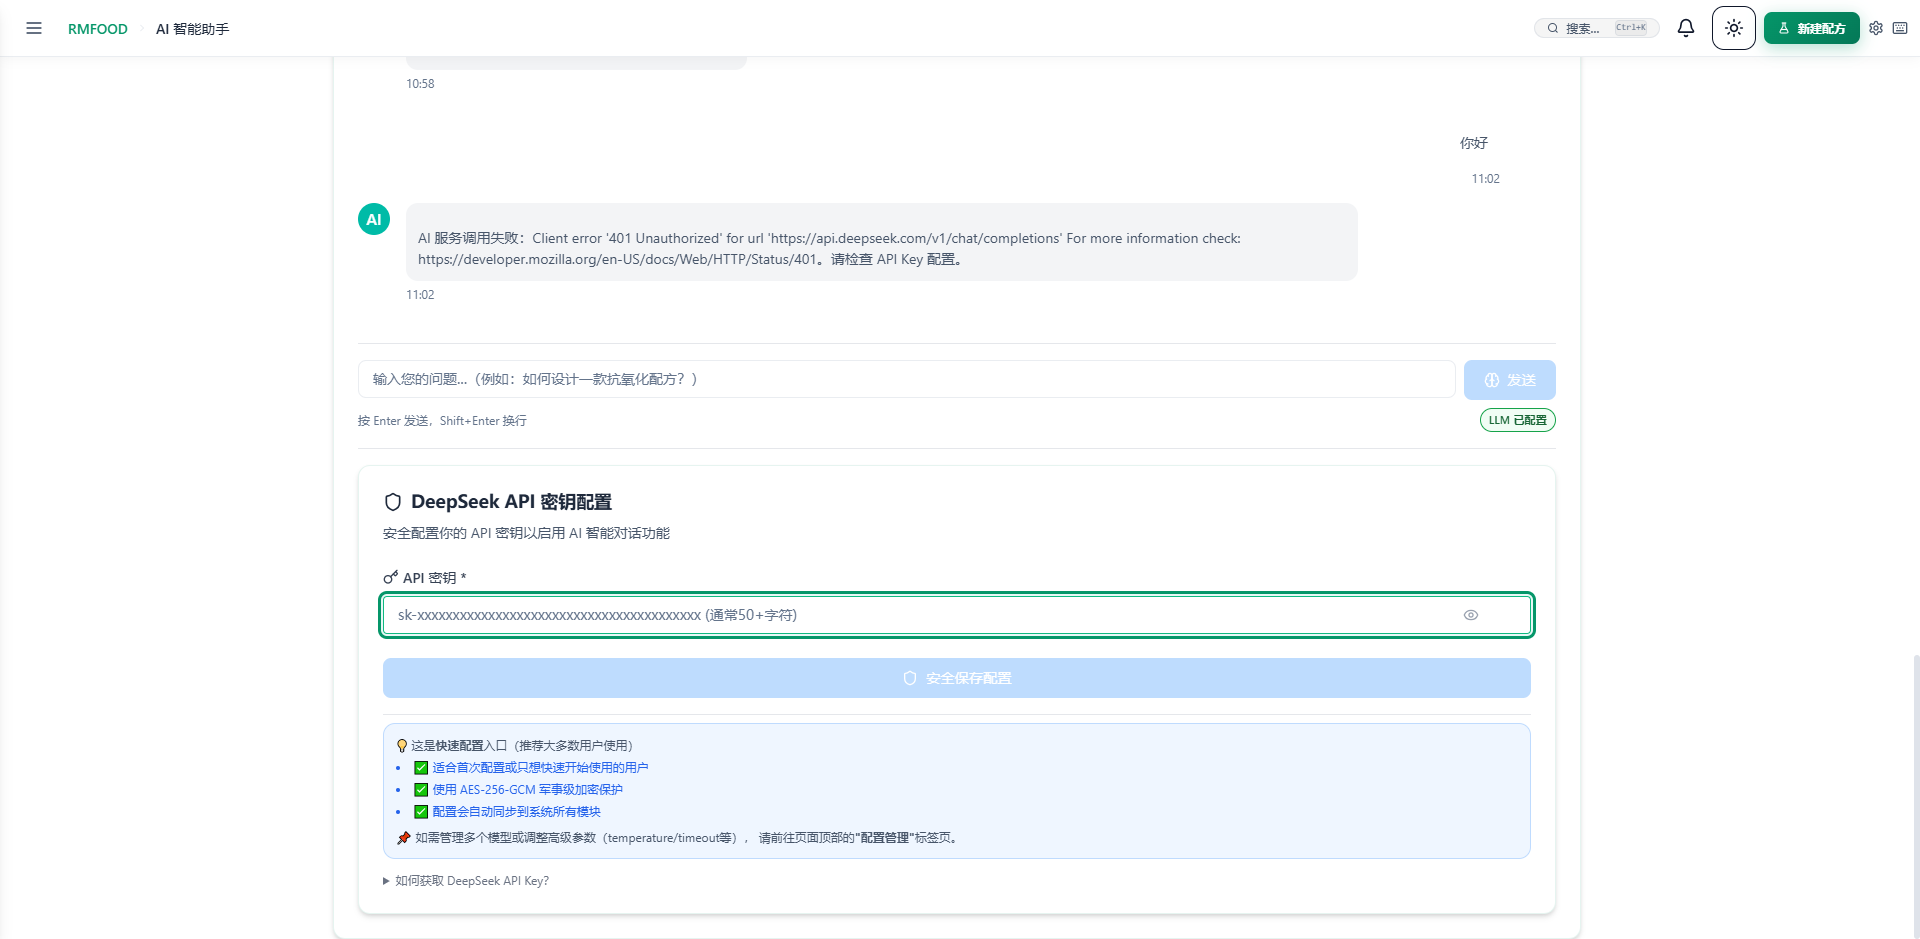 RMFOOD
AI 智能助手
搜索... Ctrl+K
新建配方
10:58
你好
11:02
AI
AI 服务调用失败：Client error '401 Unauthorized' for url 'https://api.deepseek.com/v1/chat/completions' For more information check:
https://developer.mozilla.org/en-US/docs/Web/HTTP/Status/401。请检查 API Key 配置。
11:02
输入您的问题...（例如：如何设计一款抗氧化配方？）
发送
按 Enter 发送，Shift+Enter 换行
LLM 已配置
DeepSeek API 密钥配置
安全配置你的 API 密钥以启用 AI 智能对话功能
API 密钥 *
sk-xxxxxxxxxxxxxxxxxxxxxxxxxxxxxxxxxxxxxxxx (通常50+字符)
安全保存配置
💡 这是快速配置入口（推荐大多数用户使用）
• ✅ 适合首次配置或只想快速开始使用的用户
• ✅ 使用 AES-256-GCM 军事级加密保护
• ✅ 配置会自动同步到系统所有模块
📌 如需管理多个模型或调整高级参数（temperature/timeout等）， 请前往页面顶部的"配置管理"标签页。
▶ 如何获取 DeepSeek API Key?